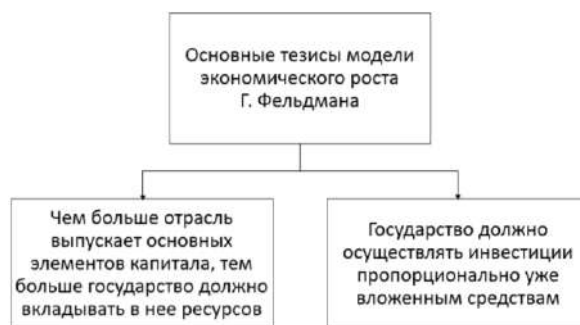 Основные тезисы модели
экономического роста
Г. Фельдмана
Чем больше отрасль
выпускает основных
элементов капитала, тем
больше государство должно
вкладывать в нее ресурсов
Государство должно
осуществлять инвестиции
пропорционально уже
вложенным средствам